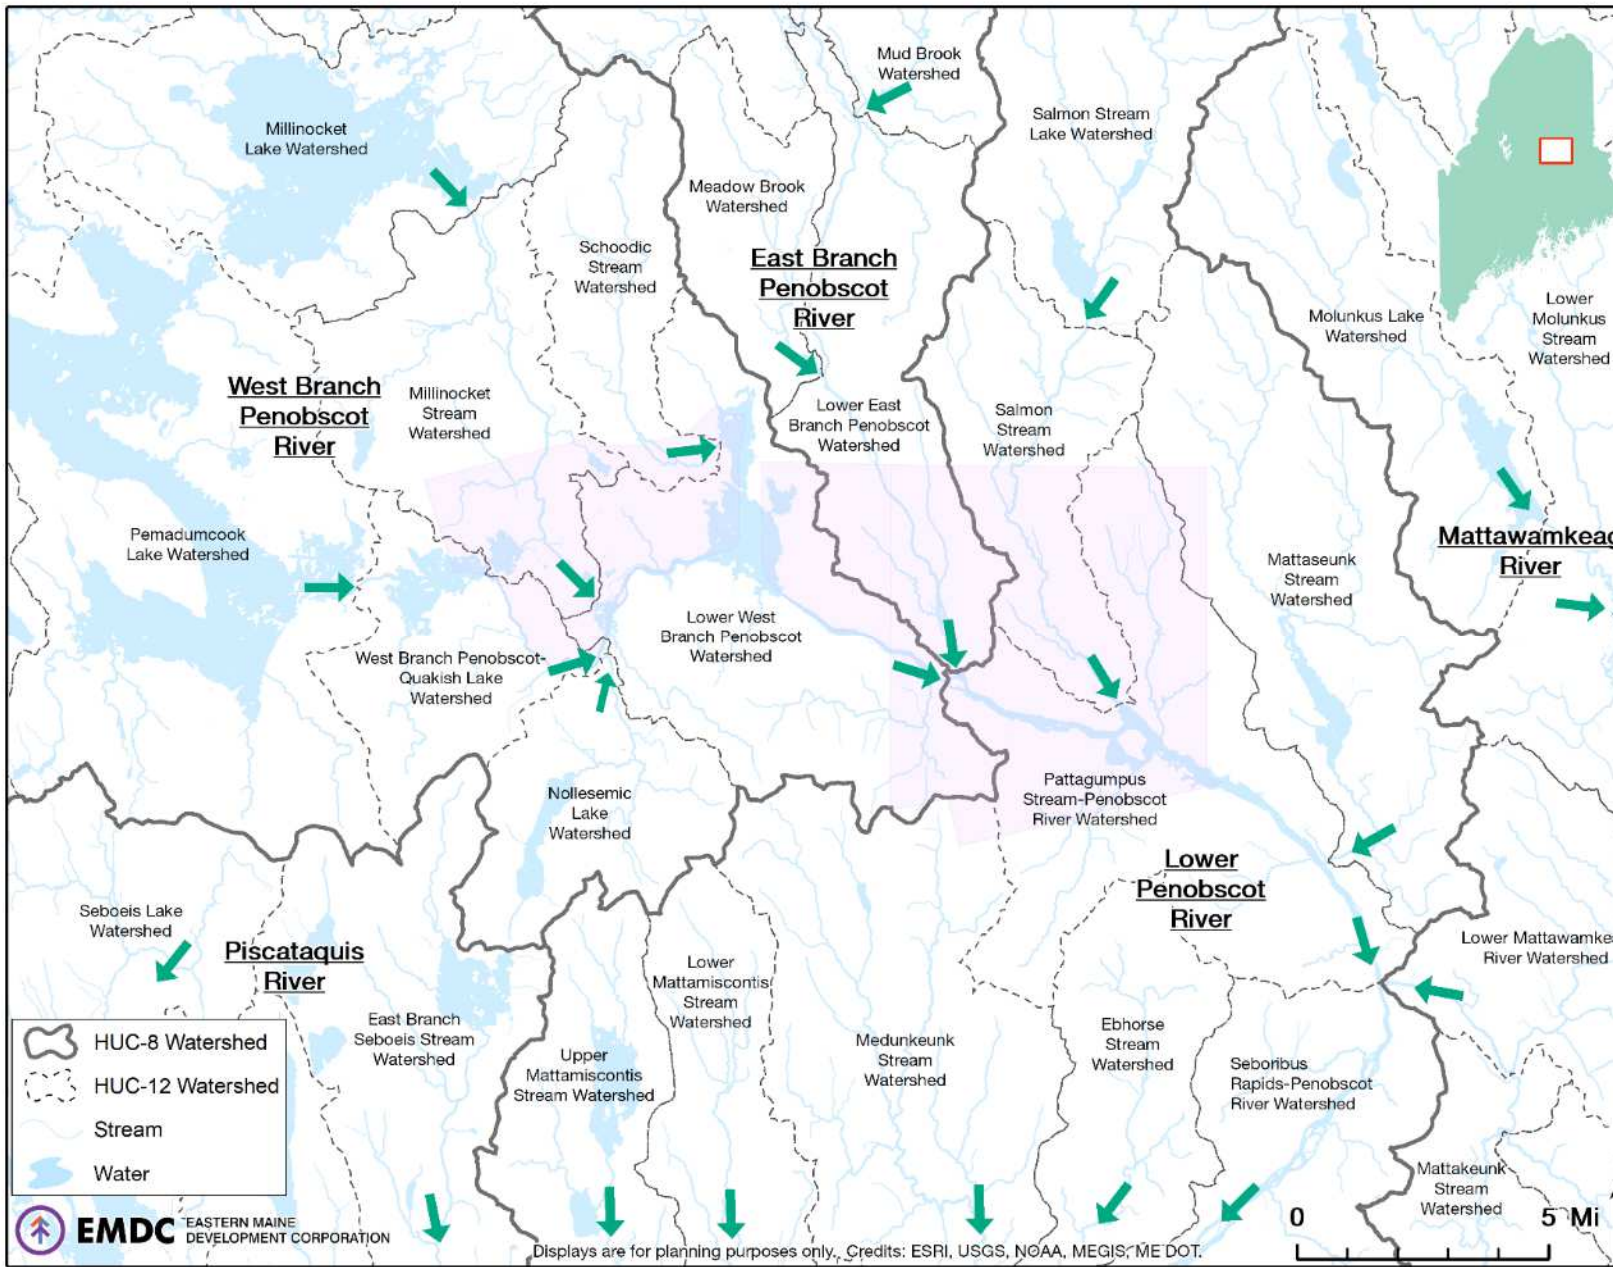 Mud Brook
Watershed
Millinocket
Lake Watershed
Salmon Stream
Lake Watershed
Meadow Brook
Watershed
Schoodic
Stream
Watershed
East Branch
Penobscot
River
Molunkus Lake
Watershed
Lower
Molunkus
Stream
Watershed
West Branch
Penobscot
River
Millinocket
Stream
Watershed
Lower East
Branch Penobscot
Watershed
Salmon
Stream
Watershed
Pemadumcook
Lake Watershed
Mattawamkeag
River
Mattaseunk
Stream
Watershed
Lower West
Branch Penobscot
Watershed
West Branch Penobscot-
Quakish Lake
Watershed
Nollesemic
Lake
Watershed
Pattagumpus
Stream-Penobscot
River Watershed
Lower
Penobscot
River
Seboeis Lake
Watershed
Piscataquis
River
Lower Mattawamke
River Watershed
Lower
Mattamiscontis
Stream
Watershed
East Branch
Seboeis Stream
Watershed
Upper
Mattamiscontis
Stream Watershed
Medunkeunk
Stream
Watershed
Ebhorse
Stream
Watershed
Seboribus
Rapids-Penobscot
River Watershed
Mattakeunk
Stream
Watershed
HUC-8 Watershed
HUC-12 Watershed
Stream
Water
EMDC EASTERN MAINE
DEVELOPMENT CORPORATION
Displays are for planning purposes only. Credits: ESRI, USGS, NOAA, MEGIS, ME DOT.
0 5 Mi